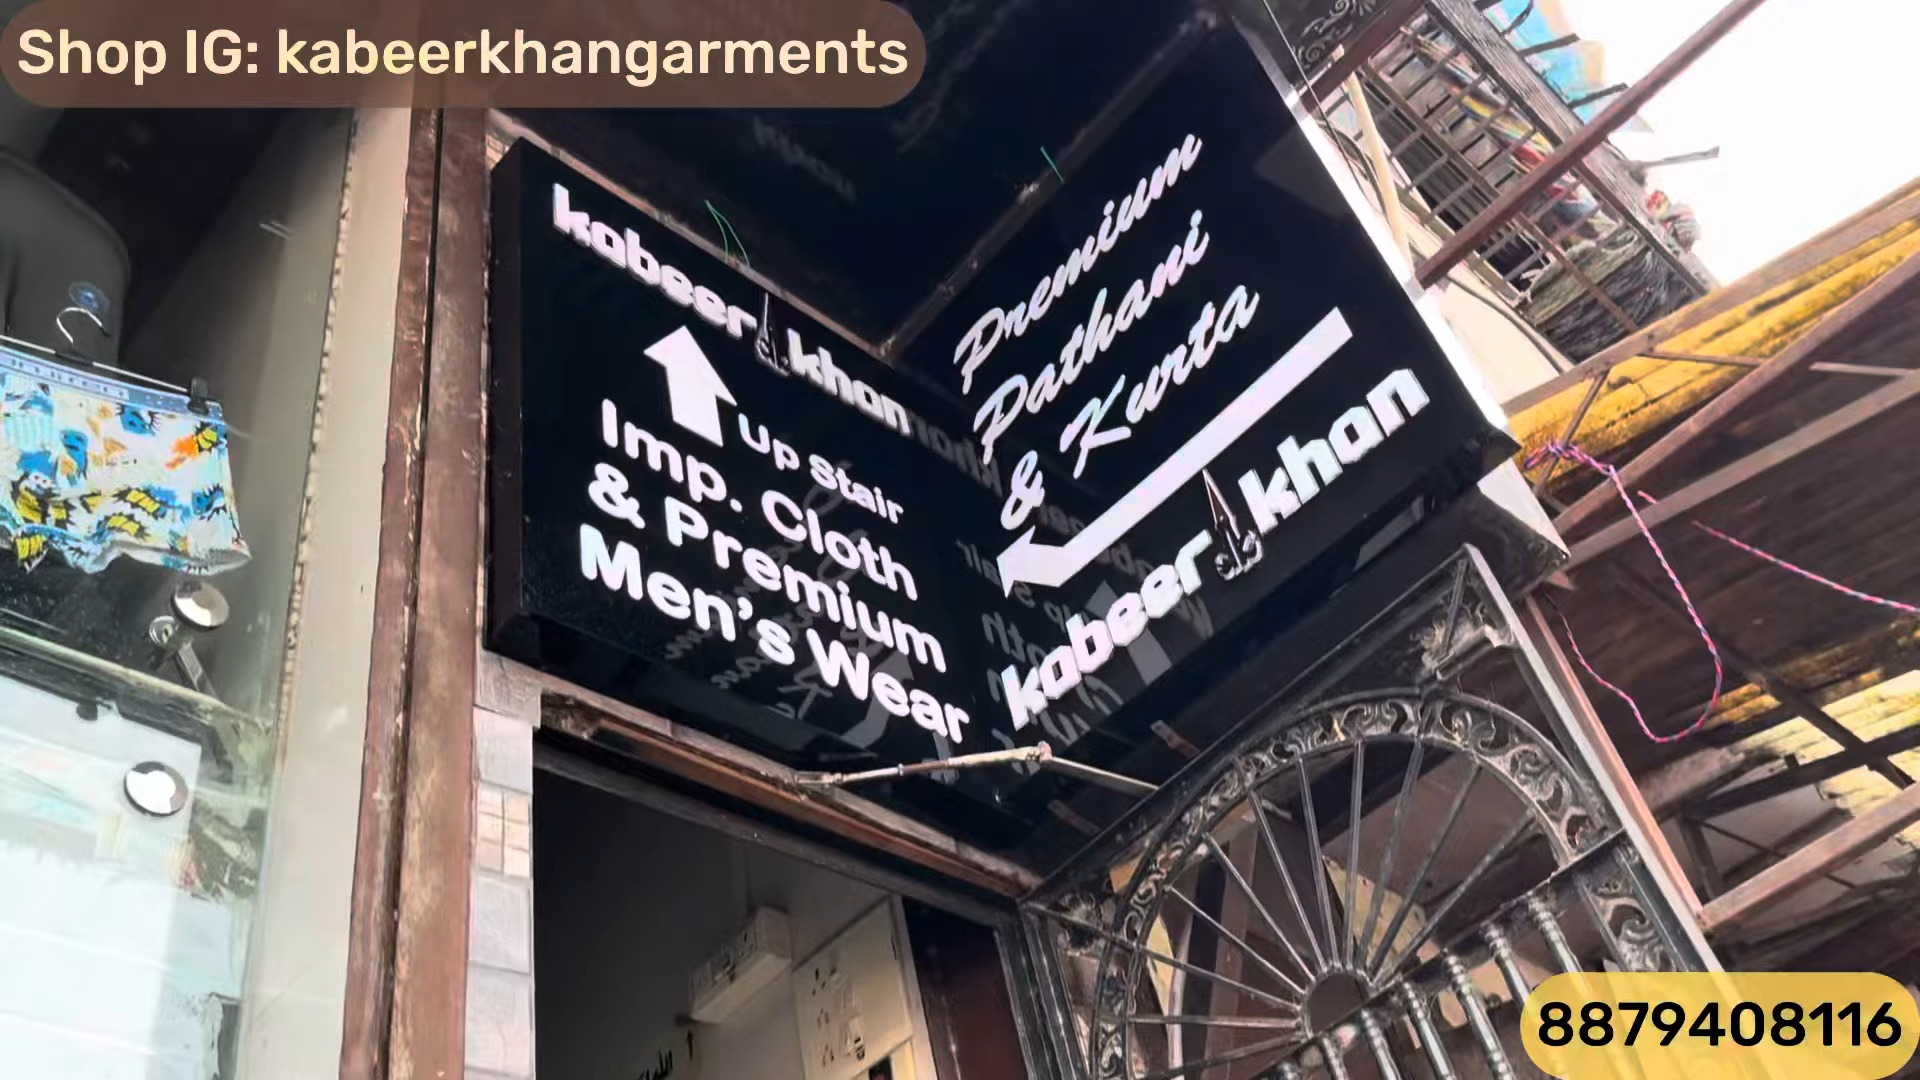 Shop IG: kabeerkhangarments
kabeer khan
Up Stair
Imp. Cloth
& Premium
Men's Wear
Premium
Pathani
& Kurta
kabeer khan
8879408116